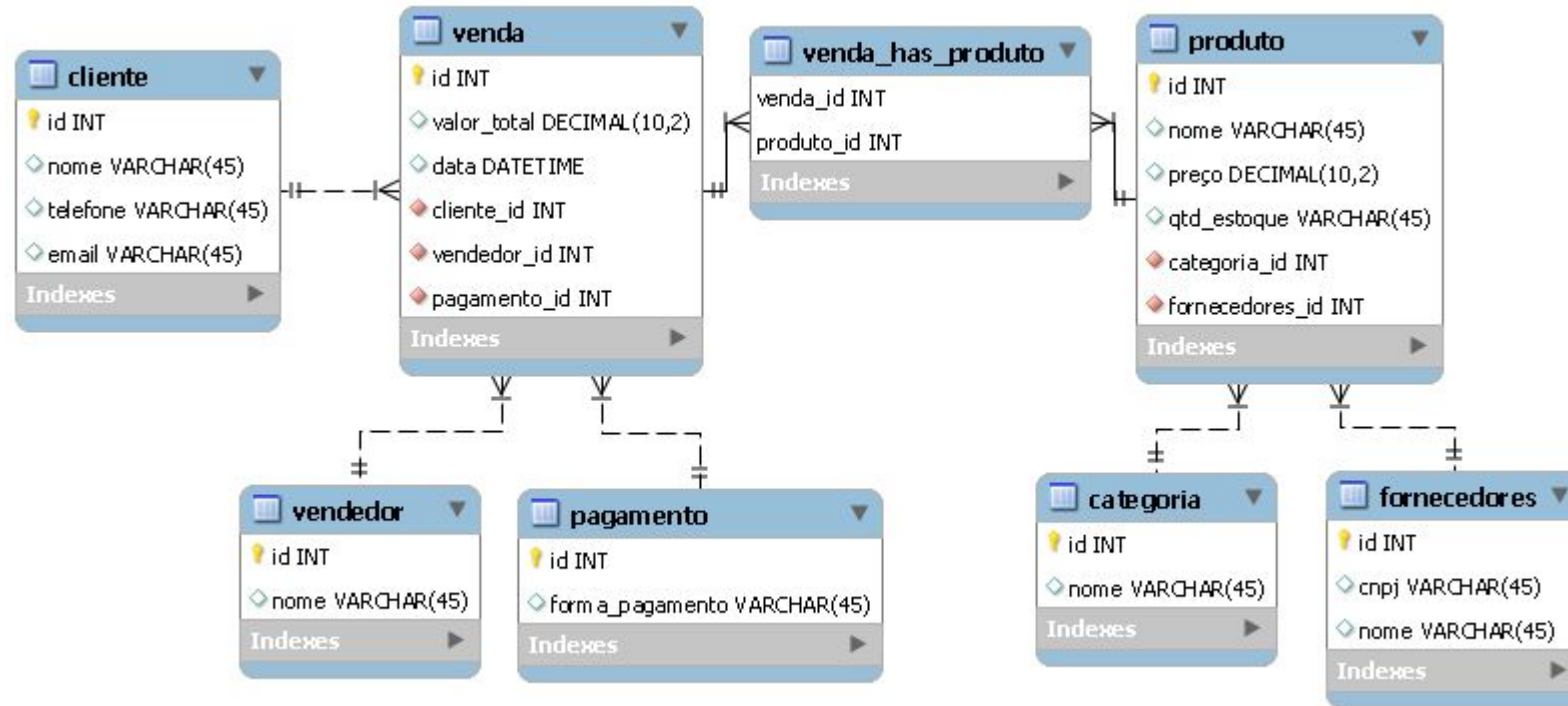 cliente
id INT
nome VARCHAR(45)
telefone VARCHAR(45)
email VARCHAR(45)
Indexes
venda
id INT
valor_total DECIMAL(10,2)
data DATETIME
cliente_id INT
vendedor_id INT
pagamento_id INT
Indexes
venda_has_produto
venda_id INT
produto_id INT
Indexes
produto
id INT
nome VARCHAR(45)
preço DECIMAL(10,2)
qtd_estoque VARCHAR(45)
categoria_id INT
fornecedores_id INT
Indexes
vendedor
id INT
nome VARCHAR(45)
Indexes
pagamento
id INT
forma_pagamento VARCHAR(45)
Indexes
categoria
id INT
nome VARCHAR(45)
Indexes
fornecedores
id INT
cnpj VARCHAR(45)
nome VARCHAR(45)
Indexes